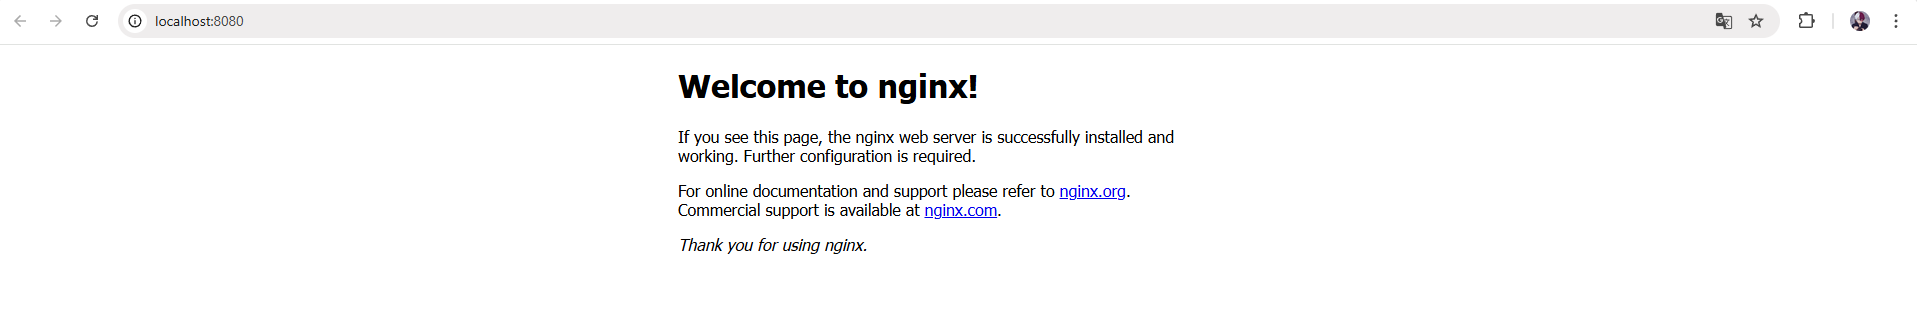 localhost:8080
Welcome to nginx!
If you see this page, the nginx web server is successfully installed and
working. Further configuration is required.
For online documentation and support please refer to nginx.org.
Commercial support is available at nginx.com.
Thank you for using nginx.